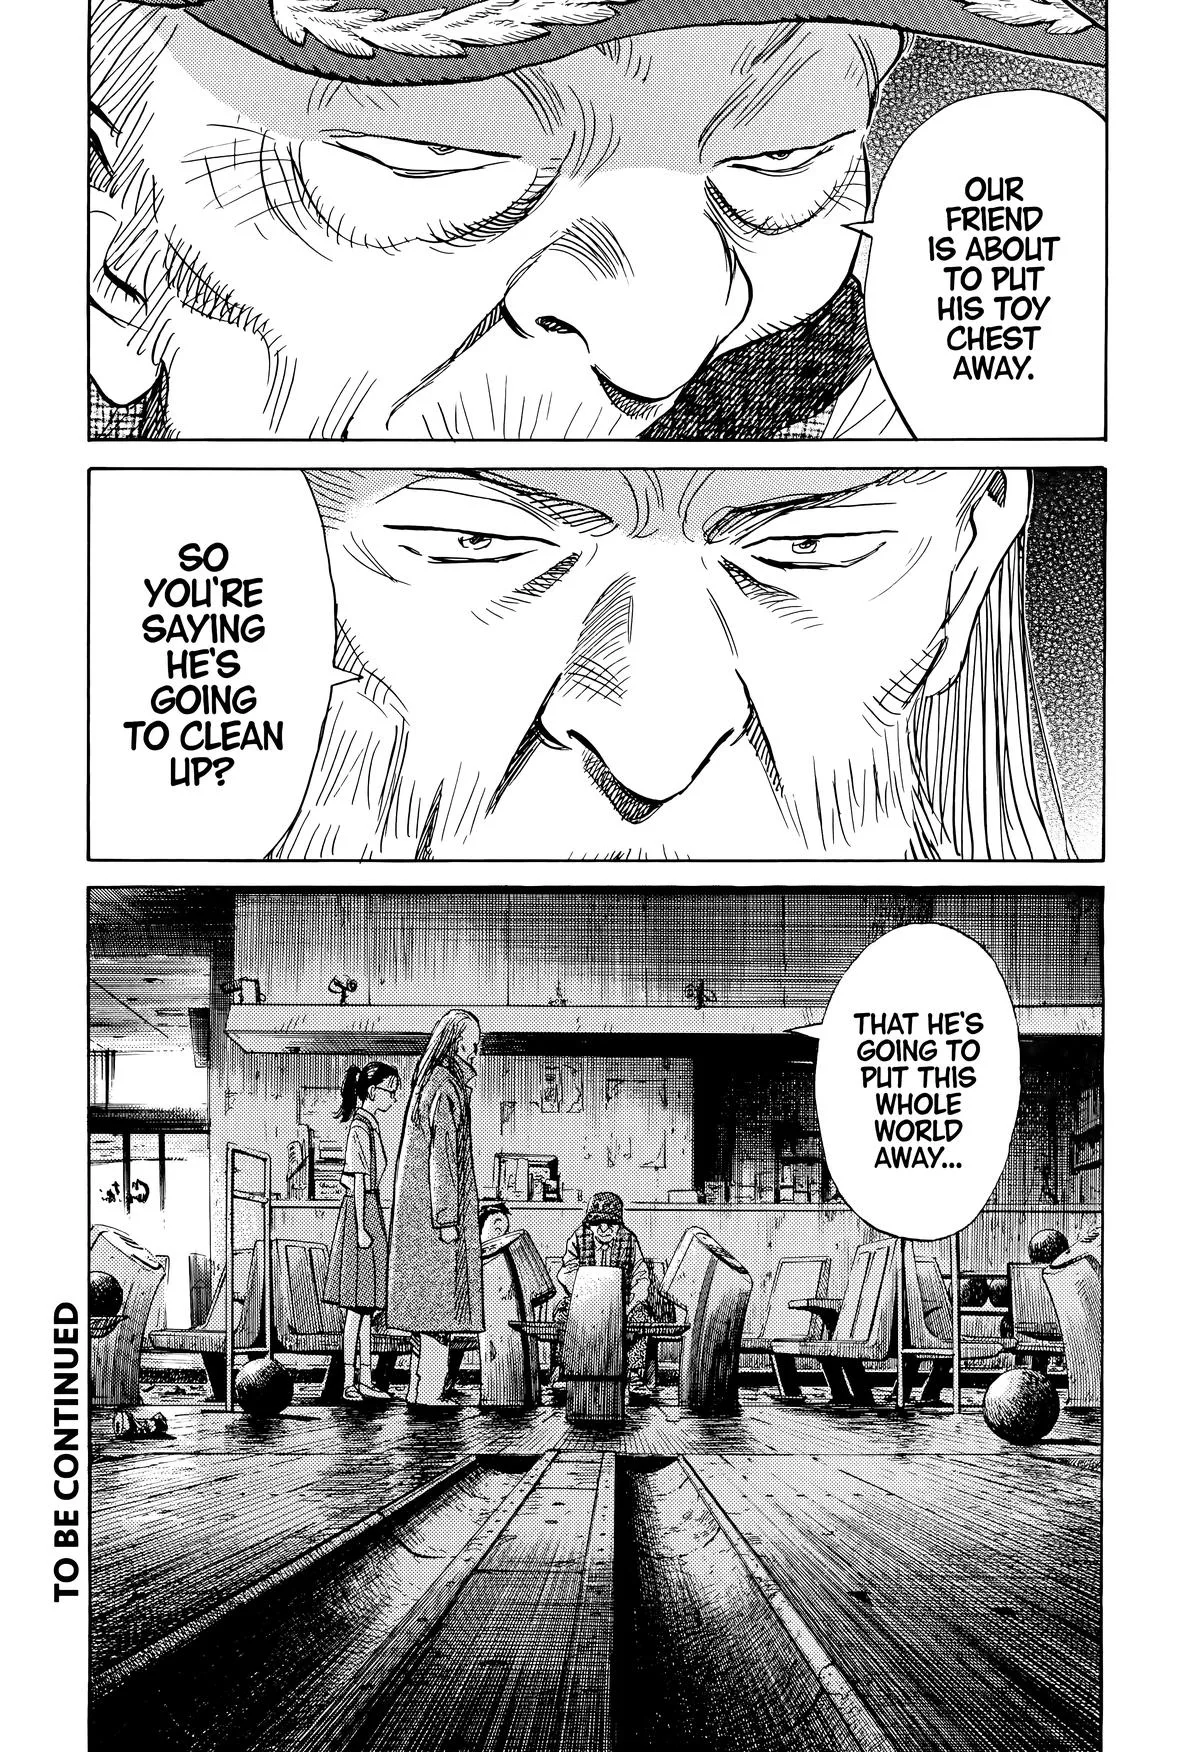 OUR
FRIEND
IS ABOUT
TO PUT
HIS TOY
CHEST
AWAY.
SO
YOU'RE
SAYING
HE'S
GOING
TO CLEAN
UP?
THAT HE'S
GOING TO
PUT THIS
WHOLE
WORLD
AWAY...
TO BE CONTINUED